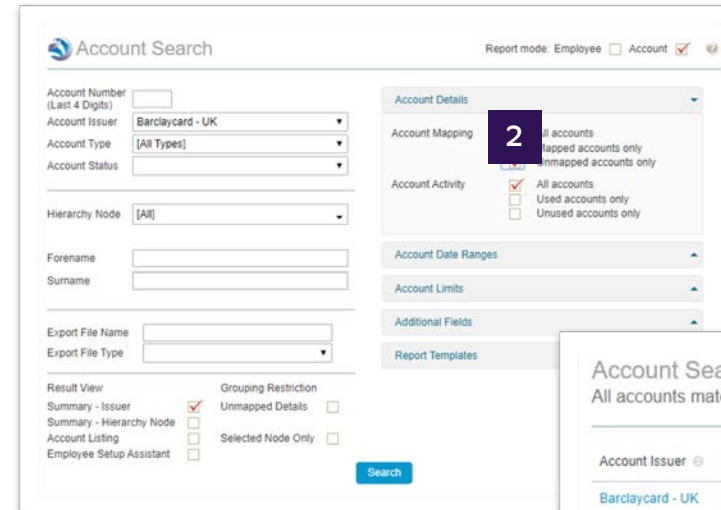 Account Search
Report mode: Employee Account
Account Number
(Last 4 Digits)
Account Issuer Barclaycard - UK
Account Type [All Types]
Account Status
Hierarchy Node [All]
Forename
Surname
Export File Name
Export File Type
Result View Grouping Restriction
Summary - Issuer Unmapped Details
Summary - Hierarchy Node
Account Listing Selected Node Only
Employee Setup Assistant
Search
Account Details
Account Mapping 2 All accounts
Mapped accounts only
Unmapped accounts only
Account Activity All accounts
Used accounts only
Unused accounts only
Account Date Ranges
Account Limits
Additional Fields
Report Templates
Account Sea
All accounts mat
Account Issuer
Barclaycard - UK